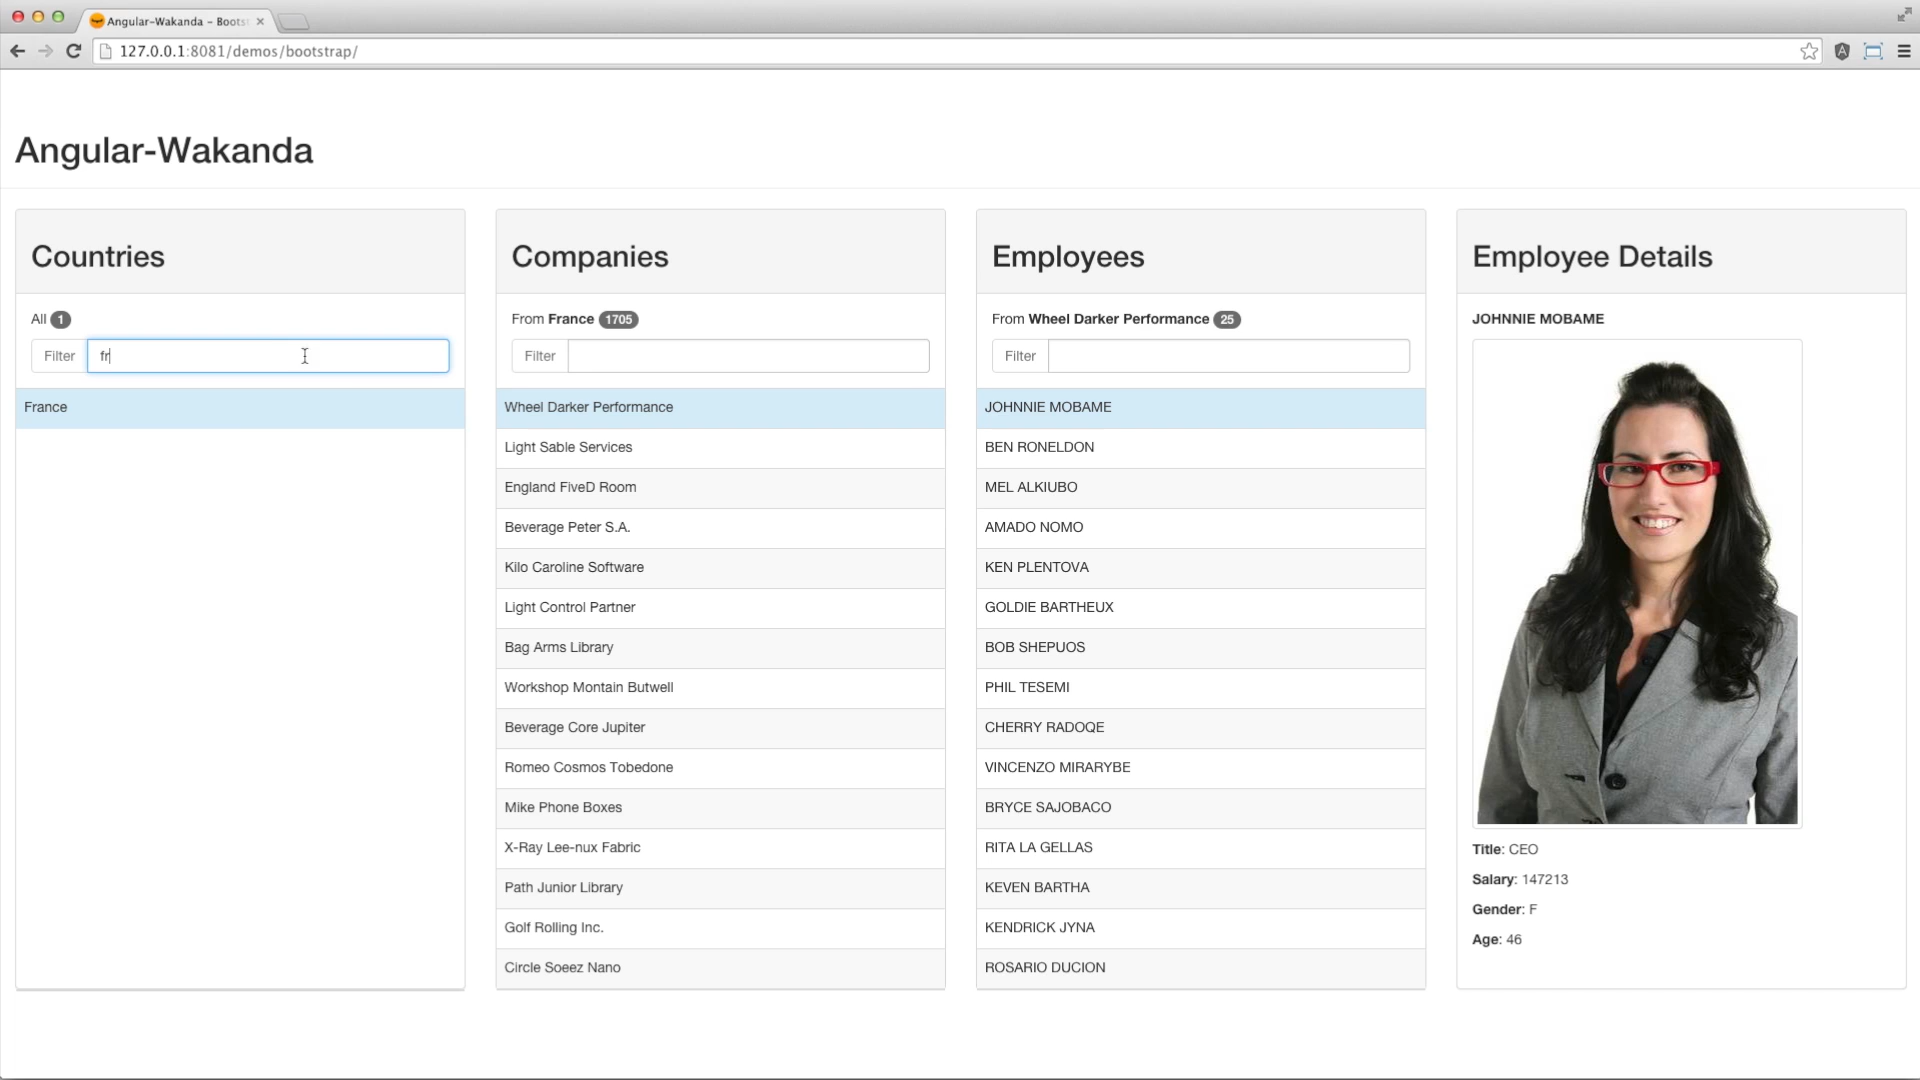 Angular-Wakanda – Boots
127.0.0.1:8081/demos/bootstrap/
Angular-Wakanda
Countries
All 1
Filter fr
France
Companies
From France 1705
Filter
Wheel Darker Performance
Light Sable Services
England FiveD Room
Beverage Peter S.A.
Kilo Caroline Software
Light Control Partner
Bag Arms Library
Workshop Montain Butwell
Beverage Core Jupiter
Romeo Cosmos Tobedone
Mike Phone Boxes
X-Ray Lee-nux Fabric
Path Junior Library
Golf Rolling Inc.
Circle Soeez Nano
Employees
From Wheel Darker Performance 25
Filter
JOHNNIE MOBAME
BEN RONELDON
MEL ALKIUBO
AMADO NOMO
KEN PLENTOVA
GOLDIE BARTHEUX
BOB SHEPUOS
PHIL TESEMI
CHERRY RADOQE
VINCENZO MIRARYBE
BRYCE SAJOBACO
RITA LA GELLAS
KEVEN BARTHA
KENDRICK JYNA
ROSARIO DUCION
Employee Details
JOHNNIE MOBAME
Title: CEO
Salary: 147213
Gender: F
Age: 46